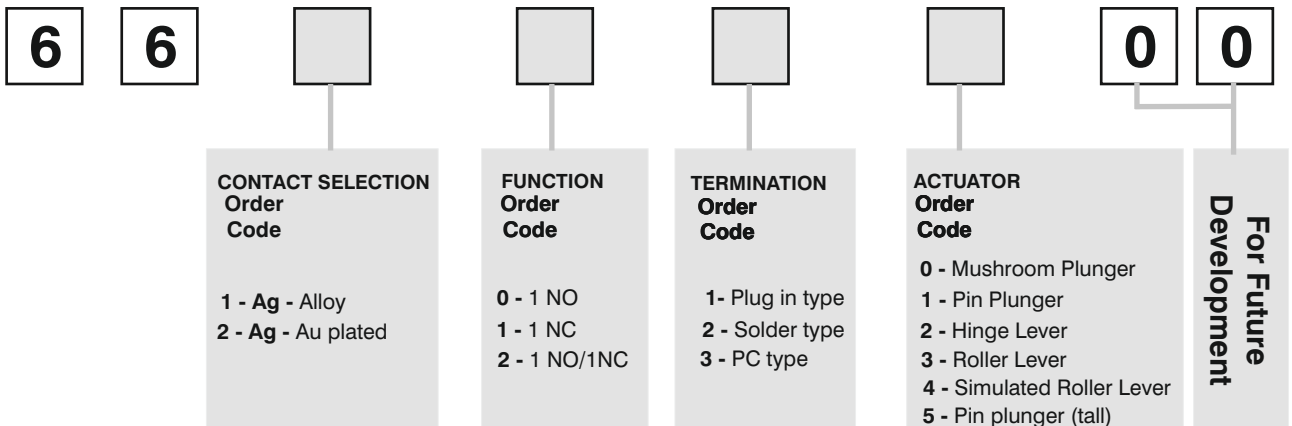 6 6 0 0
CONTACT SELECTION
Order
Code
1 - Ag - Alloy
2 - Ag - Au plated
FUNCTION
Order
Code
0 - 1 NO
1 - 1 NC
2 - 1 NO/1NC
TERMINATION
Order
Code
1- Plug in type
2 - Solder type
3 - PC type
ACTUATOR
Order
Code
0 - Mushroom Plunger
1 - Pin Plunger
2 - Hinge Lever
3 - Roller Lever
4 - Simulated Roller Lever
5 - Pin plunger (tall)
For Future
Development